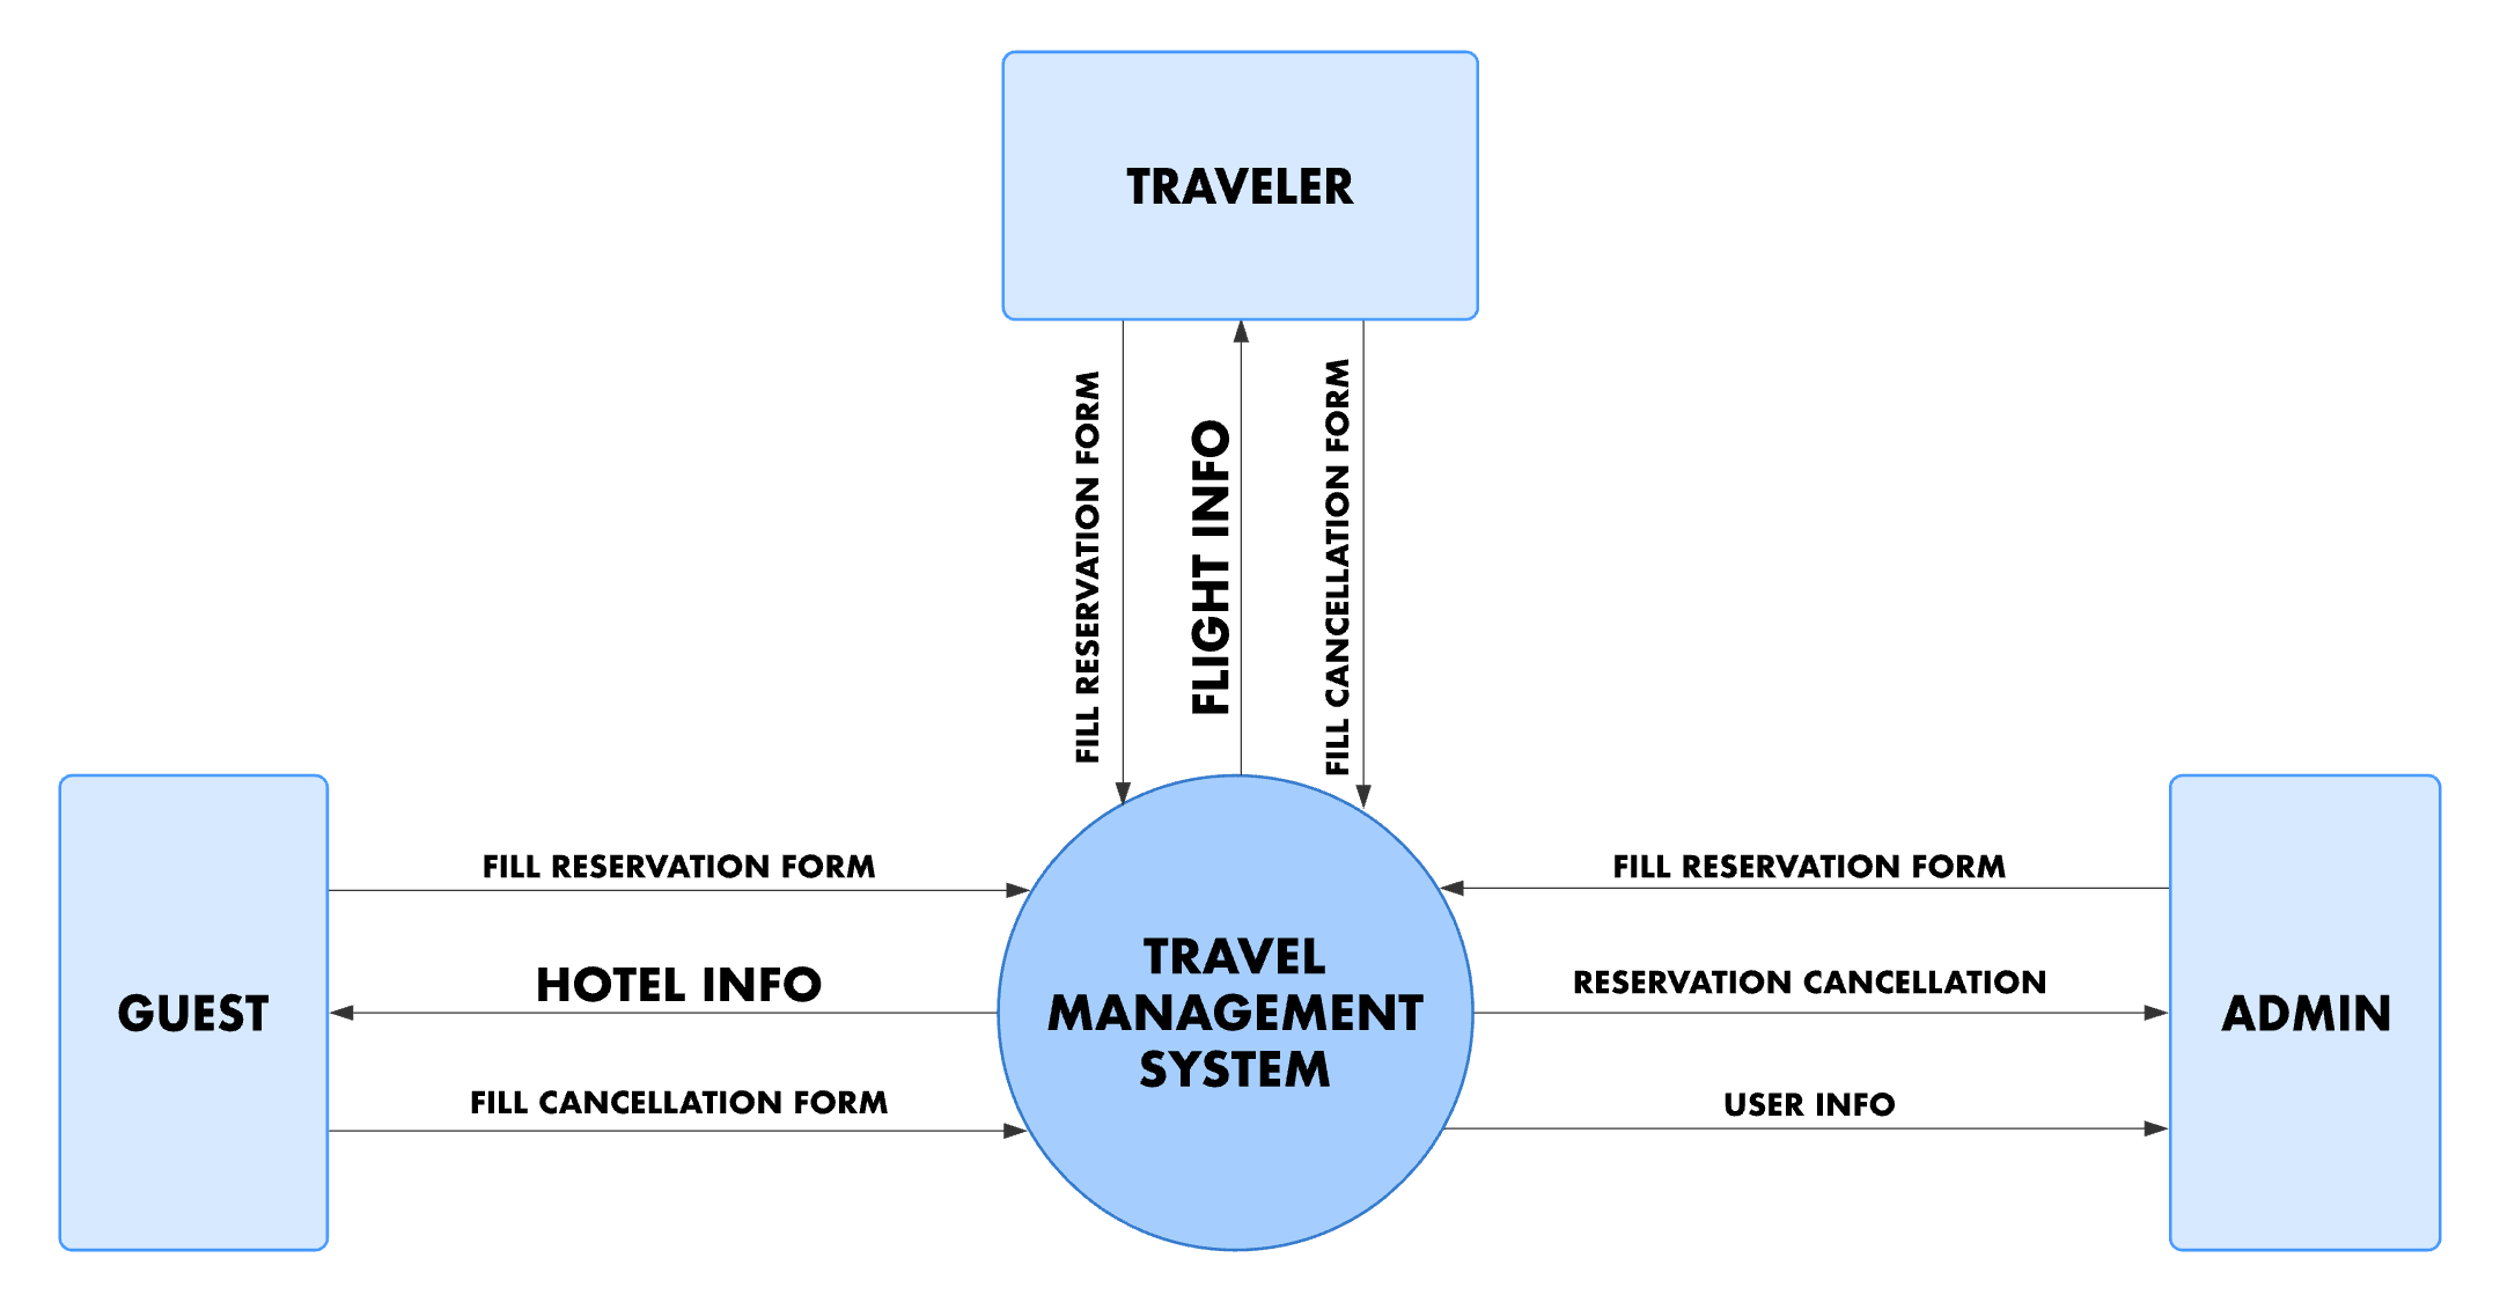 TRAVELER
FILL RESERVATION FORM
FLIGHT INFO
FILL CANCELLATION FORM
FILL RESERVATION FORM
HOTEL INFO
FILL CANCELLATION FORM
GUEST
TRAVEL
MANAGEMENT
SYSTEM
FILL RESERVATION FORM
RESERVATION CANCELLATION
USER INFO
ADMIN